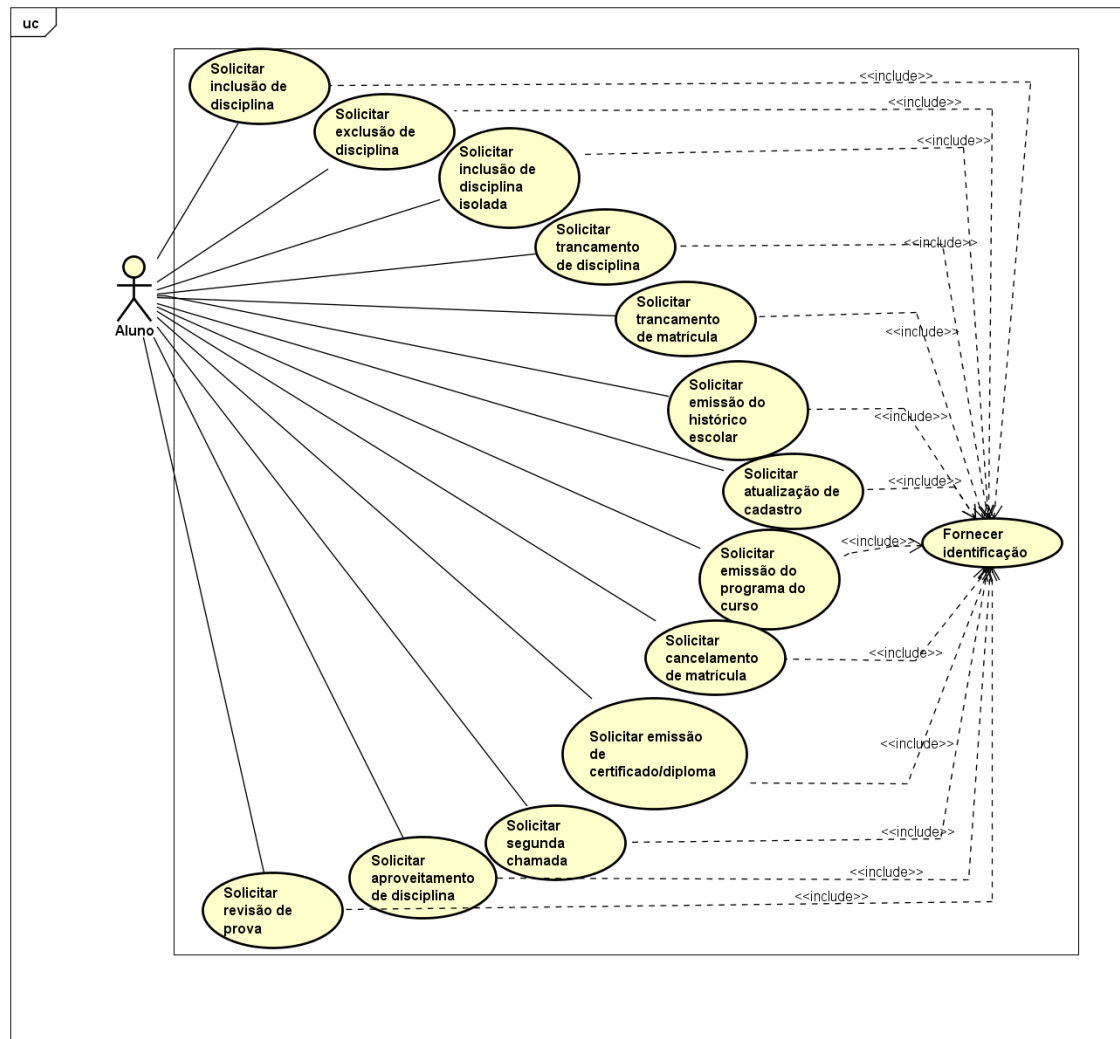 uc
Solicitar
inclusão de
disciplina
<<include>>
Solicitar
exclusão de
disciplina
<<include>>
Solicitar
inclusão de
disciplina
isolada
<<include>>
Solicitar
trancamento
de disciplina
<<include>>
Aluno
Solicitar
trancamento
de matrícula
<<include>>
Solicitar
emissão do
histórico
escolar
<<include>>
Solicitar
atualização de
cadastro
<<include>>
Solicitar
emissão do
programa do
curso
<<include>>
Fornecer
identificação
Solicitar
cancelamento
de matrícula
<<include>>
Solicitar emissão
de
certificado/diploma
<<include>>
Solicitar
segunda
chamada
<<include>>
Solicitar
aproveitamento
de disciplina
<<include>>
Solicitar
revisão de
prova
<<include>>